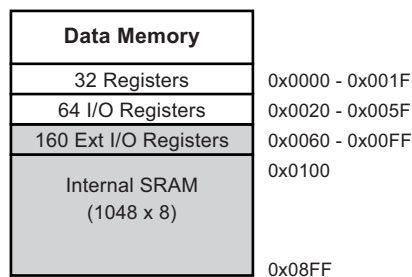 Data Memory
32 Registers 0x0000 - 0x001F
64 I/O Registers 0x0020 - 0x005F
160 Ext I/O Registers 0x0060 - 0x00FF
0x0100
Internal SRAM
(1048 x 8)
0x08FF